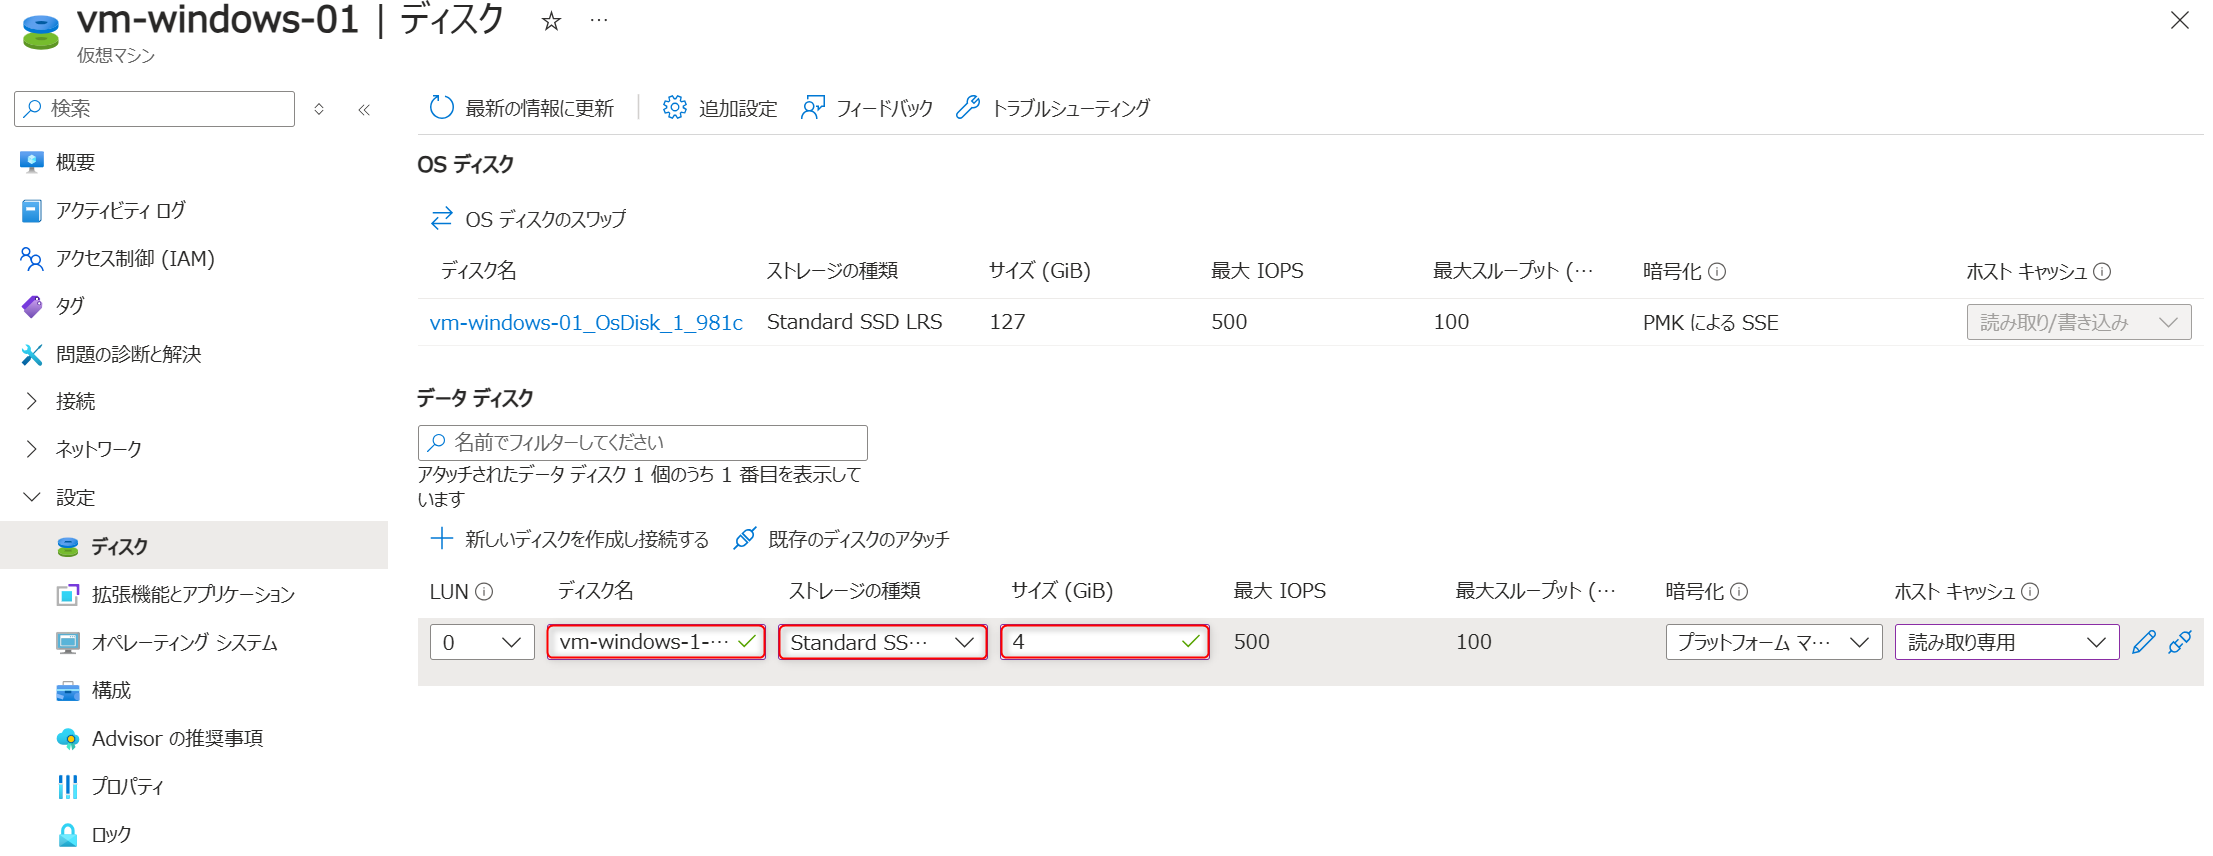 vm-windows-01 | ディスク ☆ …
仮想マシン
検索
概要
アクティビティ ログ
アクセス制御 (IAM)
タグ
問題の診断と解決
接続
ネットワーク
設定
ディスク
拡張機能とアプリケーション
オペレーティング システム
構成
Advisor の推奨事項
プロパティ
ロック
最新の情報に更新 追加設定 フィードバック トラブルシューティング
OS ディスク
OS ディスクのスワップ
ディスク名 ストレージの種類 サイズ (GiB) 最大 IOPS 最大スループット (… 暗号化 ホスト キャッシュ
vm-windows-01_OsDisk_1_981c Standard SSD LRS 127 500 100 PMK による SSE 読み取り/書き込み
データ ディスク
名前でフィルターしてください
アタッチされたデータ ディスク 1 個のうち 1 番目を表示して
います
新しいディスクを作成し接続する 既存のディスクのアタッチ
LUN ディスク名 ストレージの種類 サイズ (GiB) 最大 IOPS 最大スループット (… 暗号化 ホスト キャッシュ
0 vm-windows-1-… Standard SS… 4 500 100 プラットフォーム マ… 読み取り専用